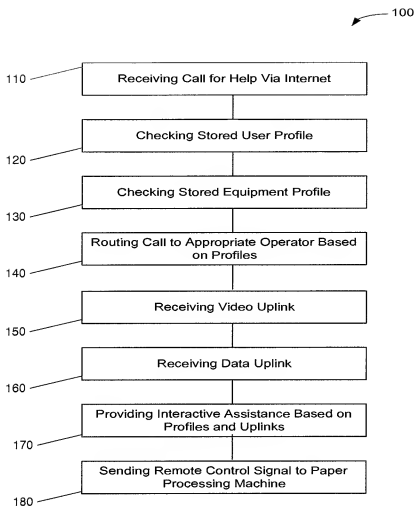 100
110
Receiving Call for Help Via Internet
120
Checking Stored User Profile
130
Checking Stored Equipment Profile
140
Routing Call to Appropriate Operator Based
on Profiles
150
Receiving Video Uplink
160
Receiving Data Uplink
170
Providing Interactive Assistance Based on
Profiles and Uplinks
180
Sending Remote Control Signal to Paper
Processing Machine